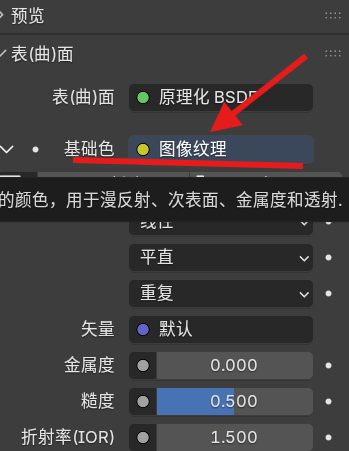 预览
表(曲)面
表(曲)面 原理化 BSDF
基础色 图像纹理
的颜色，用于漫反射、次表面、金属度和透射.
线性
平直
重复
矢量 默认
金属度 0.000
糙度 0.500
折射率(IOR) 1.500